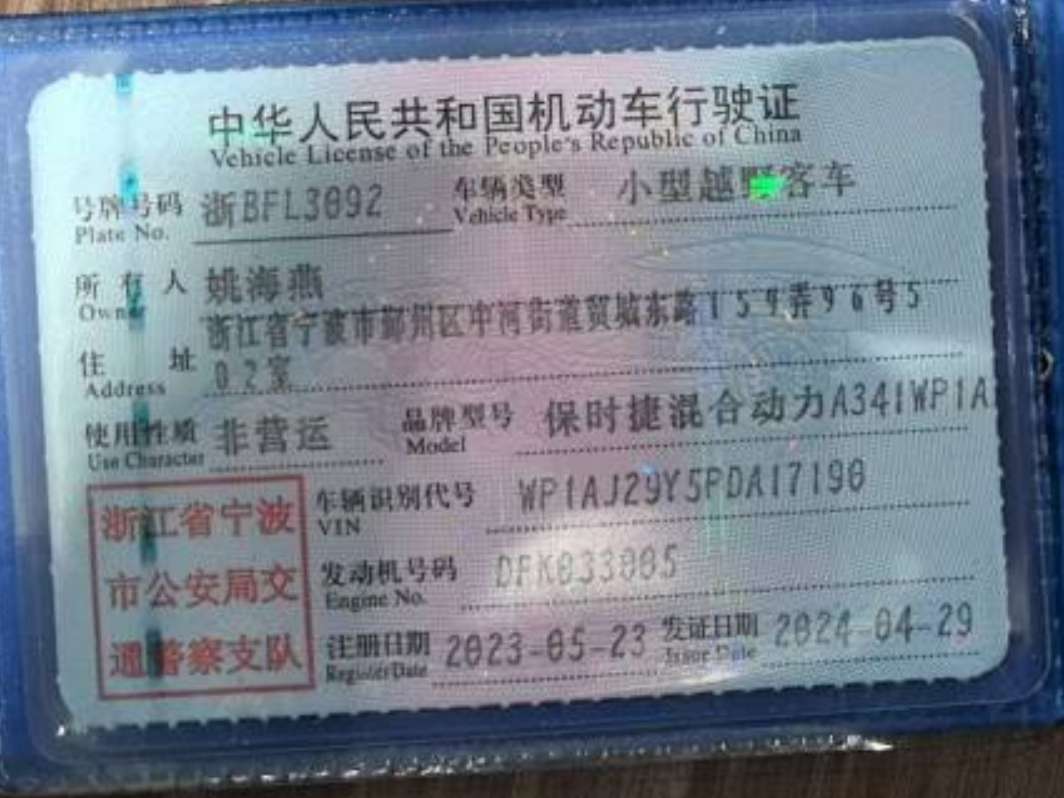 中华人民共和国机动车行驶证
Vehicle License of the People's Republic of China
号牌号码 浙BFL3092 车辆类型 小型越野客车
Plate No. Vehicle Type
所有人 姚海燕
Owner
浙江省宁波市鄞州区中河街道贸城东路159弄96号5
住址 02室
Address
使用性质 非营运 品牌型号 保时捷混合动力A341WP1A
Use Character Model
浙江省宁波 车辆识别代号 WP1AJ29Y5PDA17190
VIN
市公安局交 发动机号码 DFK033005
Engine No.
通警察支队 注册日期 2023-05-23 发证日期 2024-04-29
Register Date Issue Date